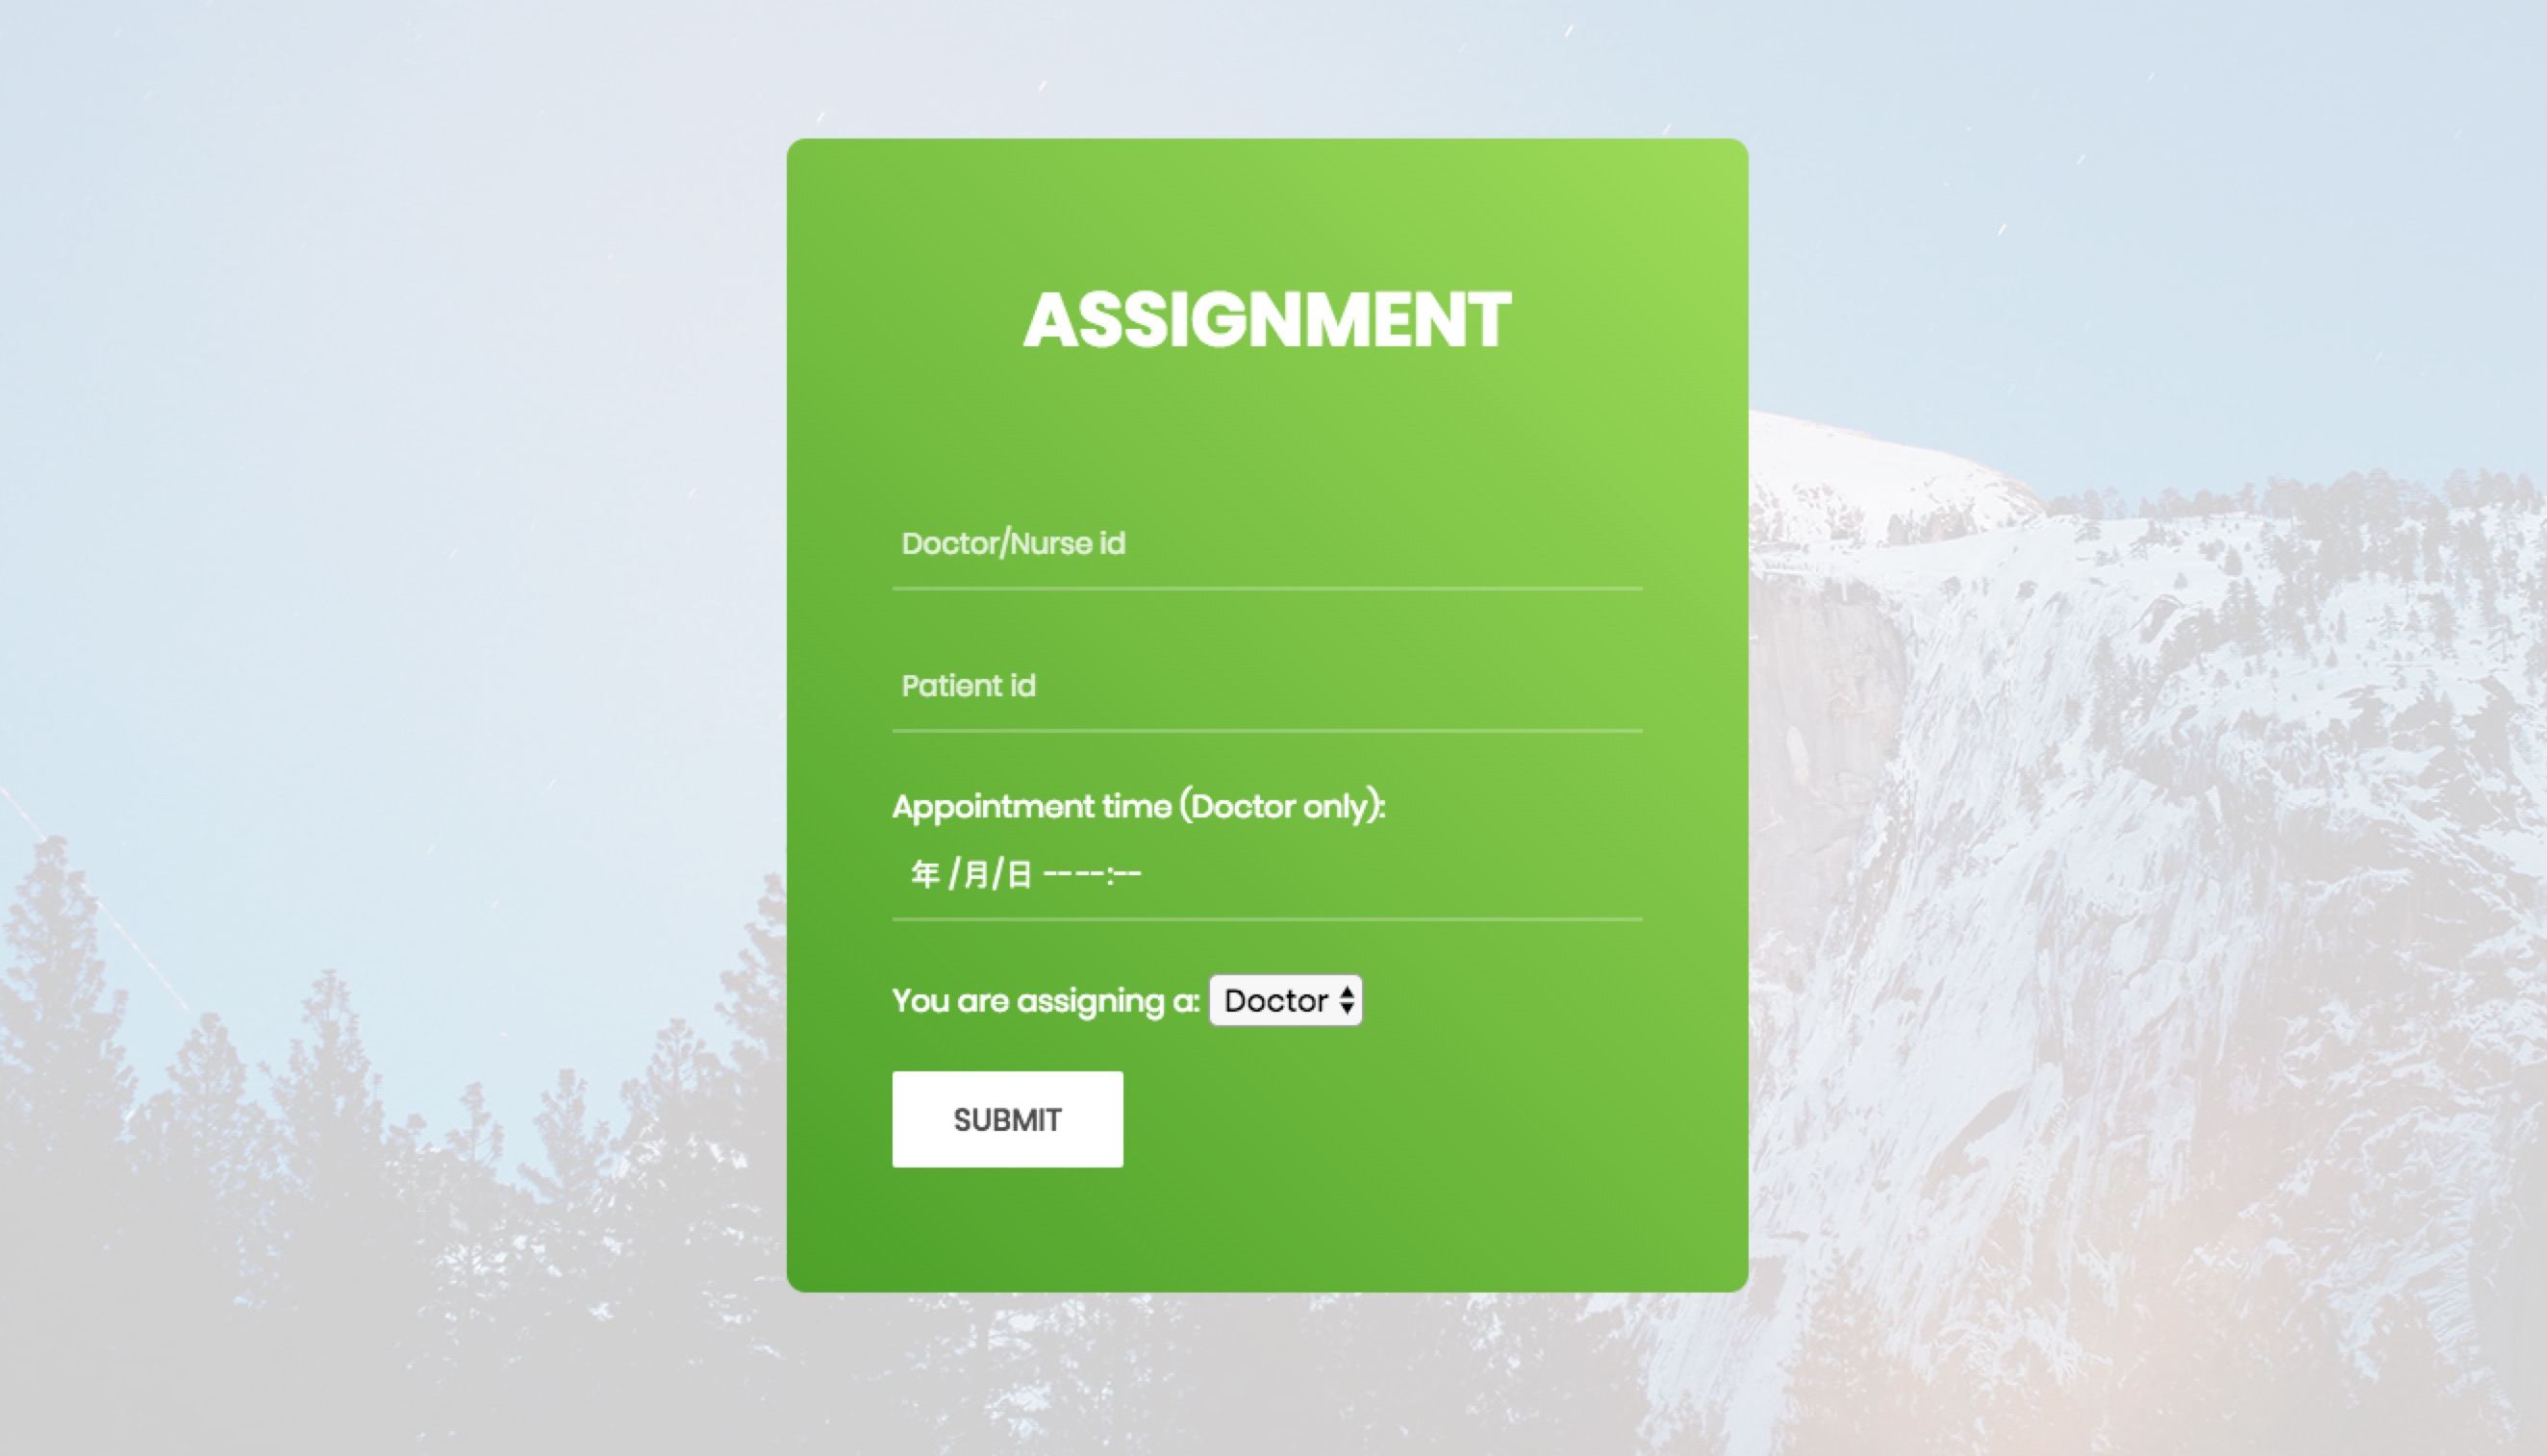 ASSIGNMENT
Doctor/Nurse id
Patient id
Appointment time (Doctor only):
年 /月/日 -- --:--
You are assigning a: Doctor
SUBMIT